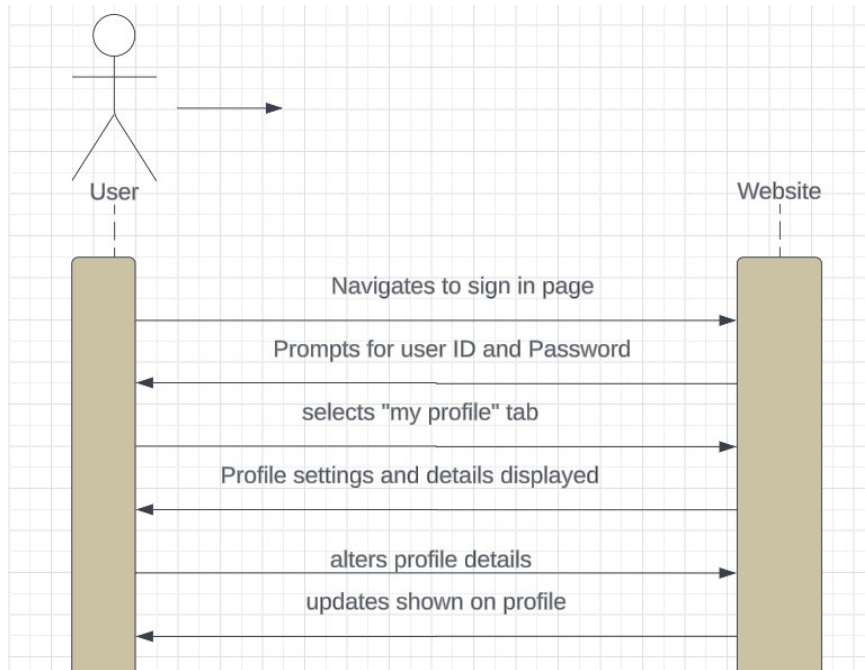 User
Website
Navigates to sign in page
Prompts for user ID and Password
selects "my profile" tab
Profile settings and details displayed
alters profile details
updates shown on profile